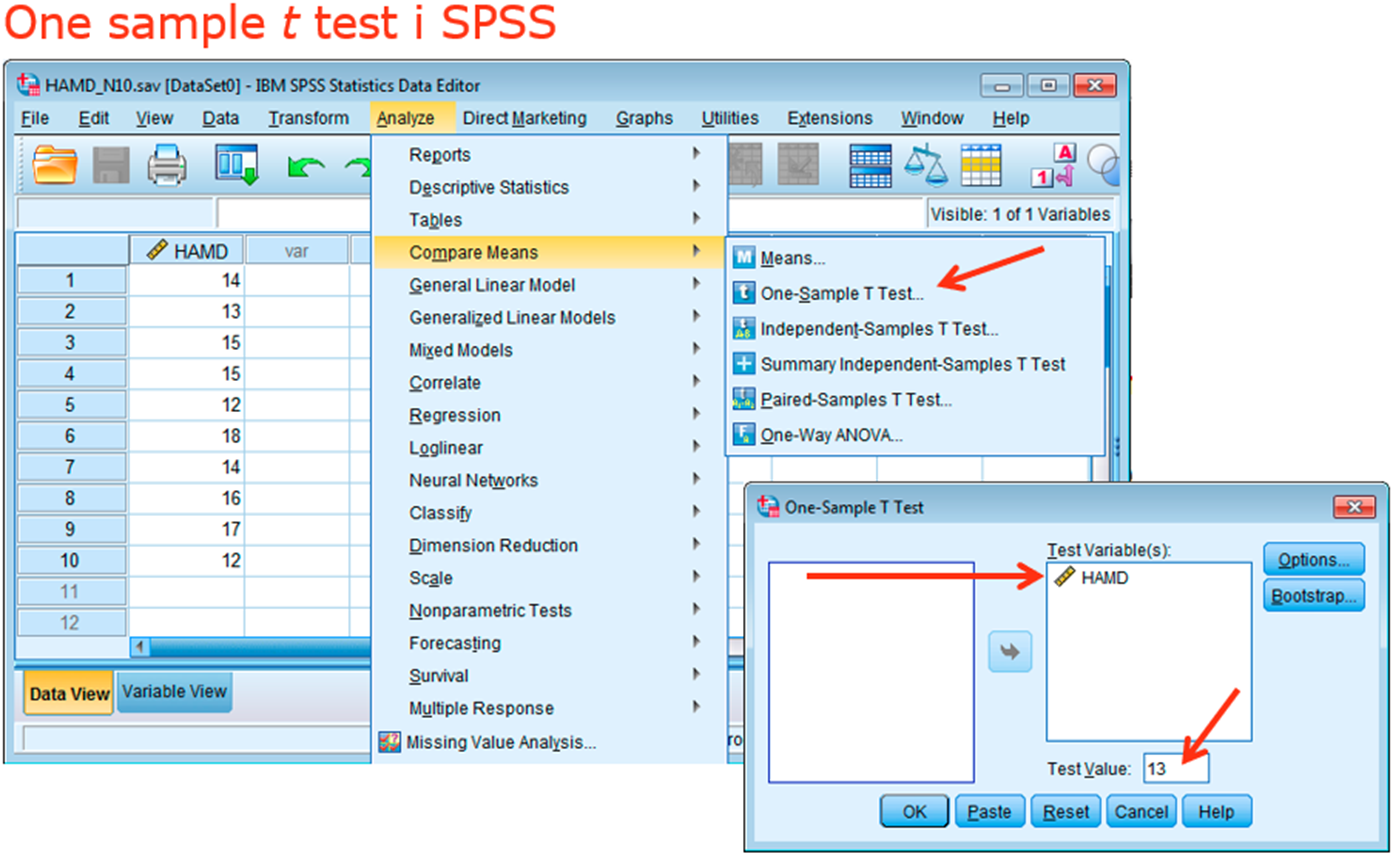 One sample t test i SPSS
HAMD_N10.sav [DataSet0] - IBM SPSS Statistics Data Editor
File Edit View Data Transform Analyze Direct Marketing Graphs Utilities Extensions Window Help
Visible: 1 of 1 Variables
HAMD var
1 14
2 13
3 15
4 15
5 12
6 18
7 14
8 16
9 17
10 12
11
12
Data View Variable View
Reports
Descriptive Statistics
Tables
Compare Means
General Linear Model
Generalized Linear Models
Mixed Models
Correlate
Regression
Loglinear
Neural Networks
Classify
Dimension Reduction
Scale
Nonparametric Tests
Forecasting
Survival
Multiple Response
Missing Value Analysis...
Means...
One-Sample T Test...
Independent-Samples T Test...
Summary Independent-Samples T Test
Paired-Samples T Test...
One-Way ANOVA...
One-Sample T Test
Test Variable(s):
HAMD
Options...
Bootstrap...
Test Value: 13
OK Paste Reset Cancel Help